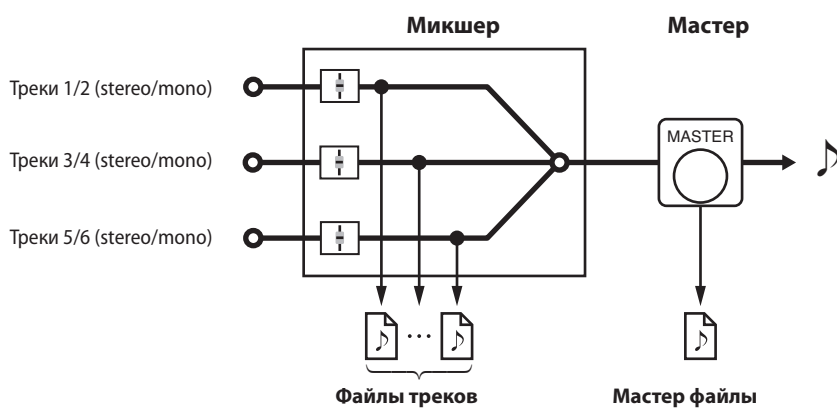 Микшер
Мастер
Треки 1/2 (stereo/mono)
MASTER
Треки 3/4 (stereo/mono)
Треки 5/6 (stereo/mono)
Файлы треков
Мастер файлы